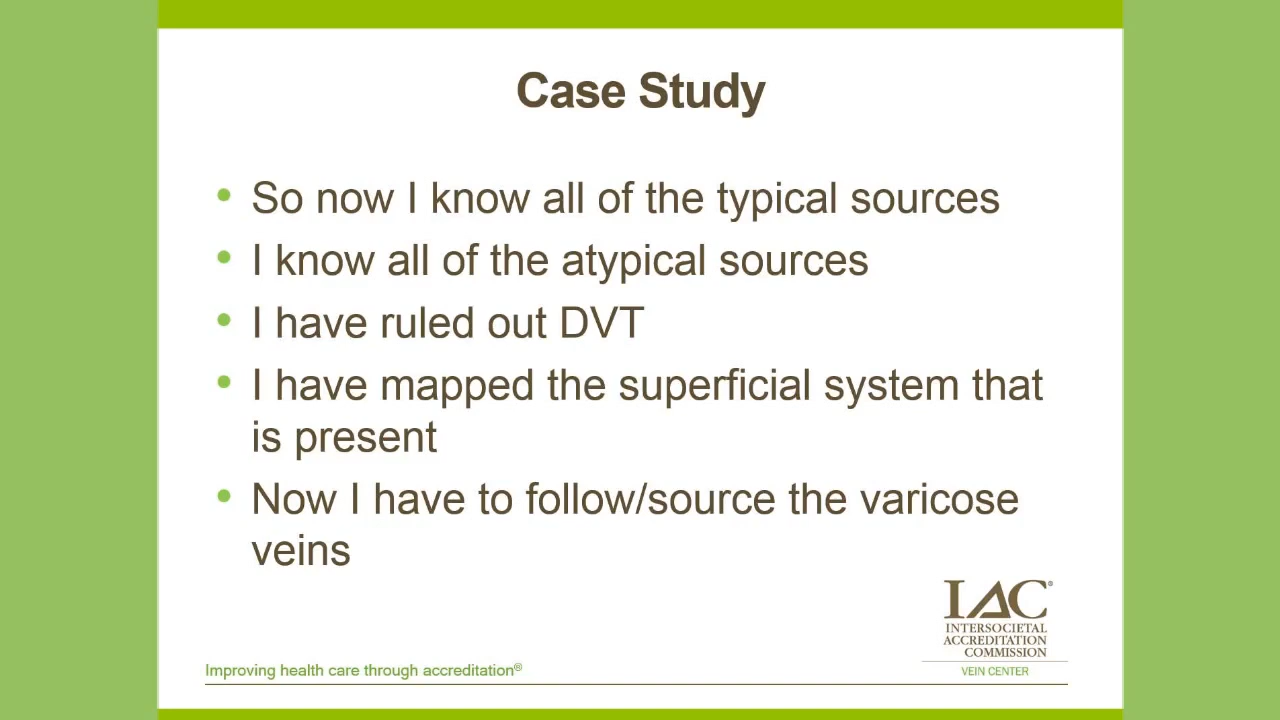 Case Study
• So now I know all of the typical sources
• I know all of the atypical sources
• I have ruled out DVT
• I have mapped the superficial system that
is present
• Now I have to follow/source the varicose
veins
IAC®
INTERSOCIETAL
ACCREDITATION
COMMISSION
VEIN CENTER
Improving health care through accreditation®